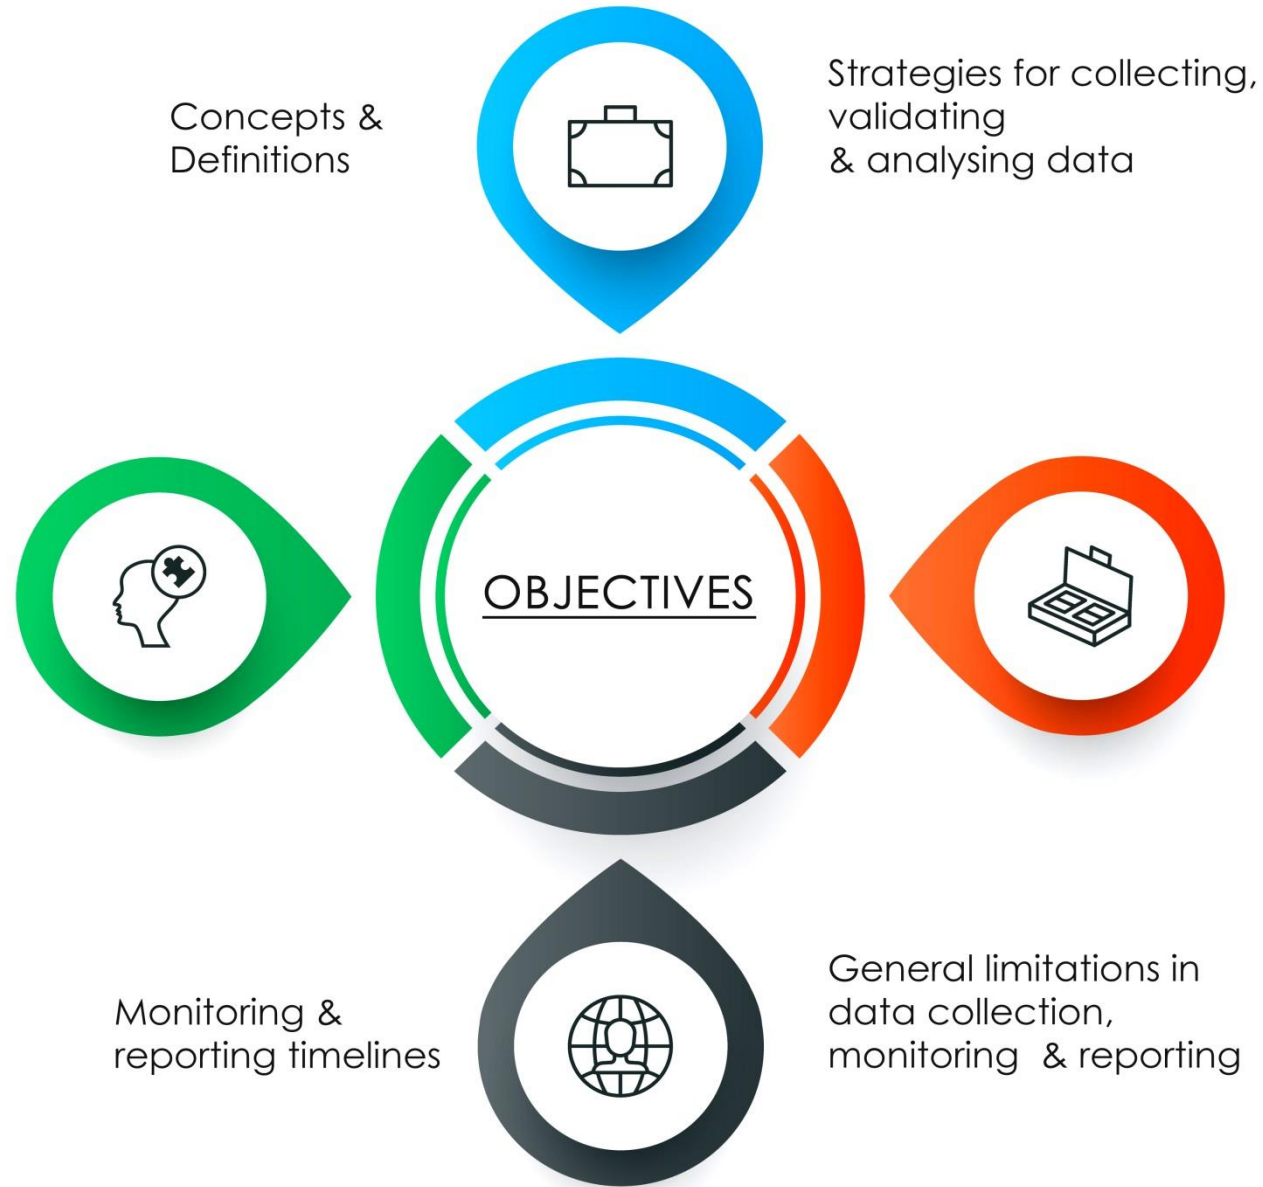 Concepts &
Definitions
Strategies for collecting,
validating
& analysing data
OBJECTIVES
Monitoring &
reporting timelines
General limitations in
data collection,
monitoring & reporting